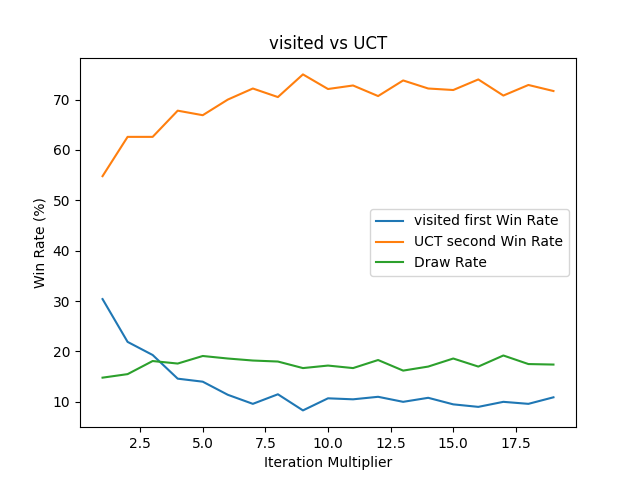 visited vs UCT
Win Rate (%)
70
60
50
40
30
20
10
visited first Win Rate
UCT second Win Rate
Draw Rate
2.5 5.0 7.5 10.0 12.5 15.0 17.5
Iteration Multiplier